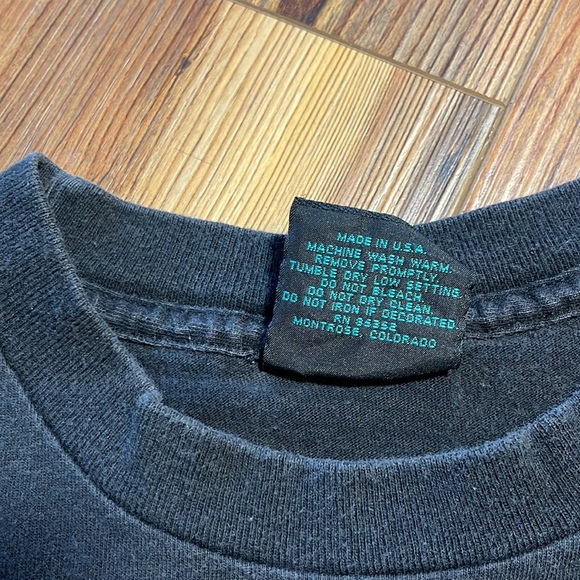 MADE IN U.S.A.
MACHINE WASH WARM.
REMOVE PROMPTLY.
TUMBLE DRY LOW SETTING.
DO NOT BLEACH.
DO NOT DRY CLEAN.
DO NOT IRON IF DECORATED.
RN 35352
MONTROSE, COLORADO